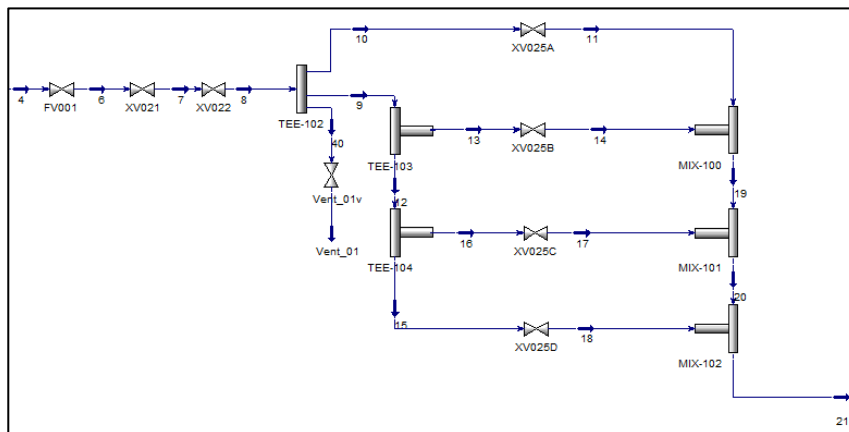 10
XV025A
11
4
FV001
6
XV021
7
XV022
8
TEE-102
9
40
Vent_01v
Vent_01
TEE-103
13
XV025B
14
MIX-100
12
19
TEE-104
16
XV025C
17
MIX-101
15
20
XV025D
18
MIX-102
21